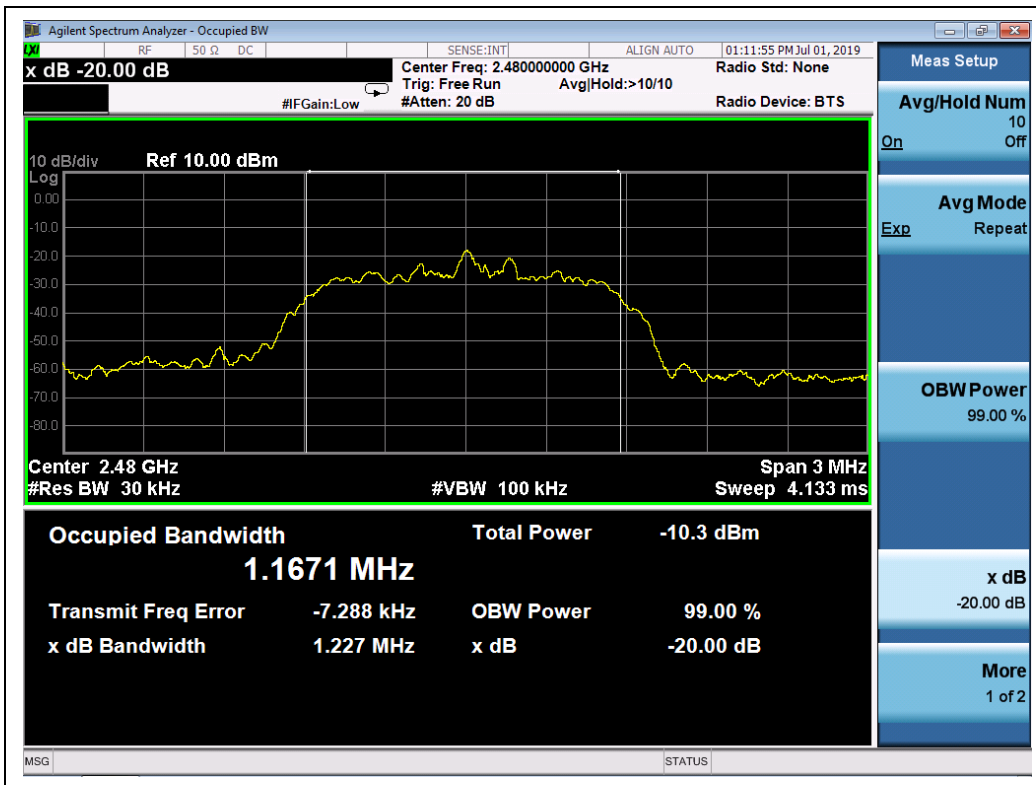 Agilent Spectrum Analyzer - Occupied BW
LXI RF 50 Ω DC SENSE:INT ALIGN AUTO 01:11:55 PM Jul 01, 2019
x dB -20.00 dB
Center Freq: 2.480000000 GHz
Radio Std: None
Trig: Free Run Avg|Hold:>10/10
#IFGain:Low #Atten: 20 dB Radio Device: BTS
10 dB/div Ref 10.00 dBm
Log
0.00
-10.0
-20.0
-30.0
-40.0
-50.0
-60.0
-70.0
-80.0
Center 2.48 GHz Span 3 MHz
#Res BW 30 kHz #VBW 100 kHz Sweep 4.133 ms
Occupied Bandwidth Total Power -10.3 dBm
1.1671 MHz
Transmit Freq Error -7.288 kHz OBW Power 99.00 %
x dB Bandwidth 1.227 MHz x dB -20.00 dB
Meas Setup
Avg/Hold Num
10
On Off
Avg Mode
Exp Repeat
OBW Power
99.00 %
x dB
-20.00 dB
More
1 of 2
MSG STATUS